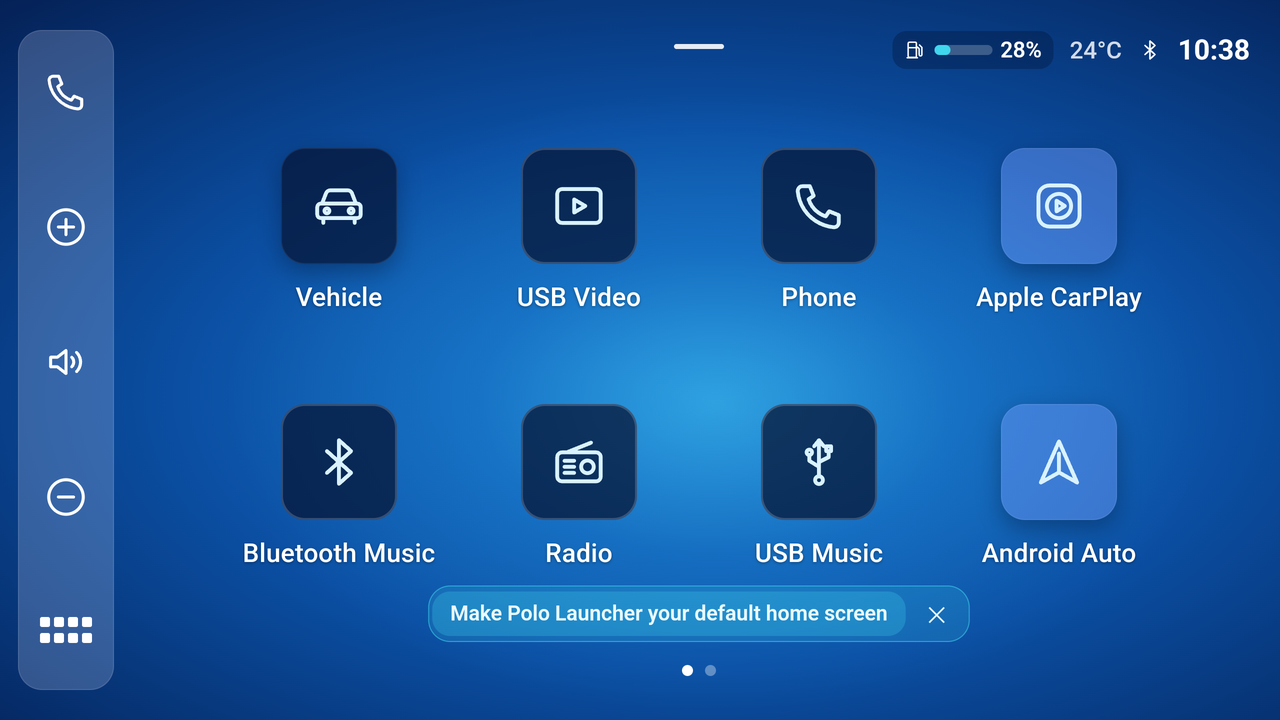 28% 24°C 10:38
Vehicle USB Video Phone Apple CarPlay
Bluetooth Music Radio USB Music Android Auto
Make Polo Launcher your default home screen